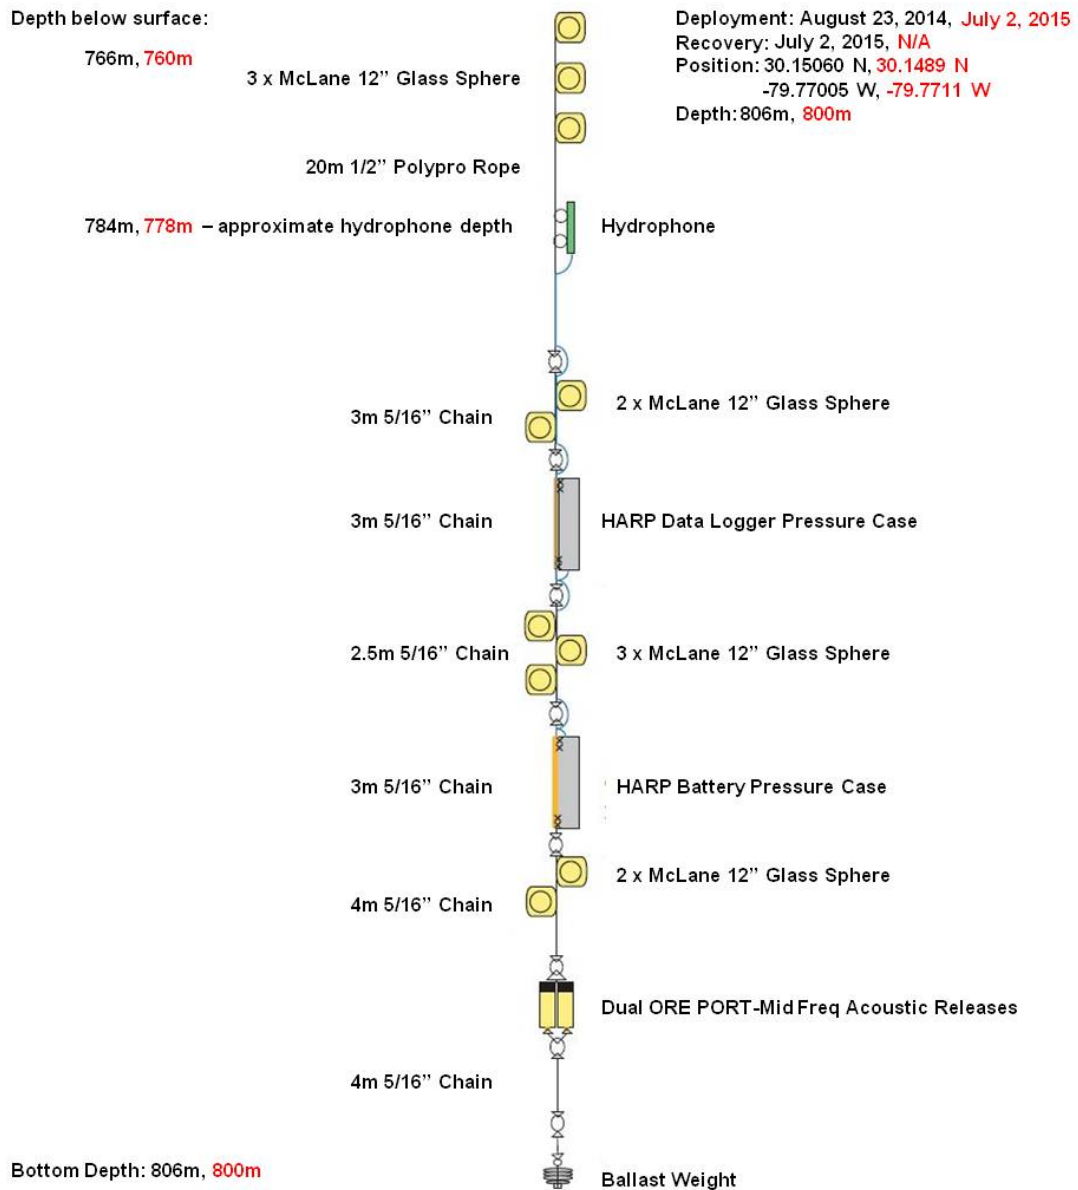 Depth below surface:
766m, 760m
Deployment: August 23, 2014, July 2, 2015
Recovery: July 2, 2015, N/A
Position: 30.15060 N, 30.1489 N
-79.77005 W, -79.7711 W
Depth: 806m, 800m
3 x McLane 12” Glass Sphere
20m 1/2” Polypro Rope
784m, 778m – approximate hydrophone depth
Hydrophone
2 x McLane 12” Glass Sphere
3m 5/16” Chain
3m 5/16” Chain
HARP Data Logger Pressure Case
2.5m 5/16” Chain
3 x McLane 12” Glass Sphere
3m 5/16” Chain
HARP Battery Pressure Case
2 x McLane 12” Glass Sphere
4m 5/16” Chain
Dual ORE PORT-Mid Freq Acoustic Releases
4m 5/16” Chain
Bottom Depth: 806m, 800m
Ballast Weight